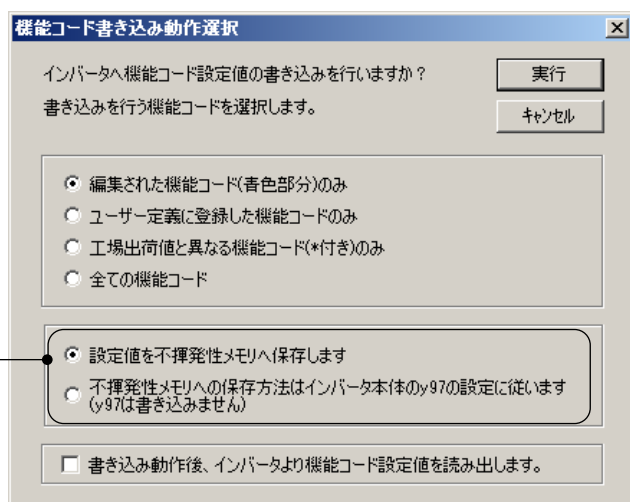 機能コード書き込み動作選択
インバータへ機能コード設定値の書き込みを行いますか？
実行
書き込みを行う機能コードを選択します。
キャンセル
編集された機能コード(青色部分)のみ
ユーザー定義に登録した機能コードのみ
工場出荷値と異なる機能コード(*付き)のみ
全ての機能コード
設定値を不揮発性メモリへ保存します
不揮発性メモリへの保存方法はインバータ本体のy97の設定に従います
(y97は書き込みません)
書き込み動作後、インバータより機能コード設定値を読み出します。